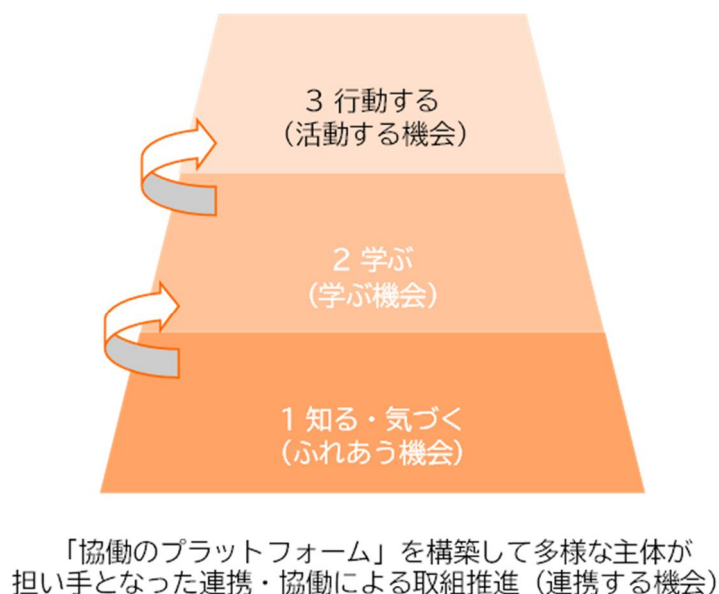 3 行動する
（活動する機会）
2 学ぶ
（学ぶ機会）
1 知る・気づく
（ふれあう機会）
「協働のプラットフォーム」を構築して多様な主体が
担い手となった連携・協働による取組推進（連携する機会）